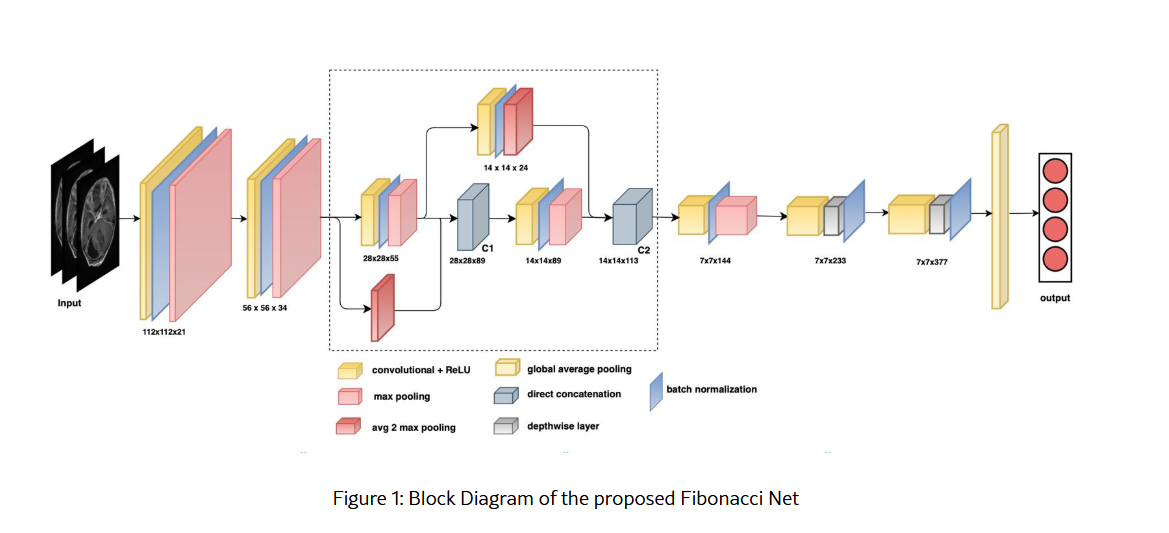 Input
112x112x21
56 x 56 x 34
28x28x55
14 x 14 x 24
C1
28x28x89
14x14x89
C2
14x14x113
7x7x144
7x7x233
7x7x377
output
convolutional + ReLU
max pooling
avg 2 max pooling
global average pooling
direct concatenation
depthwise layer
batch normalization
Figure 1: Block Diagram of the proposed Fibonacci Net